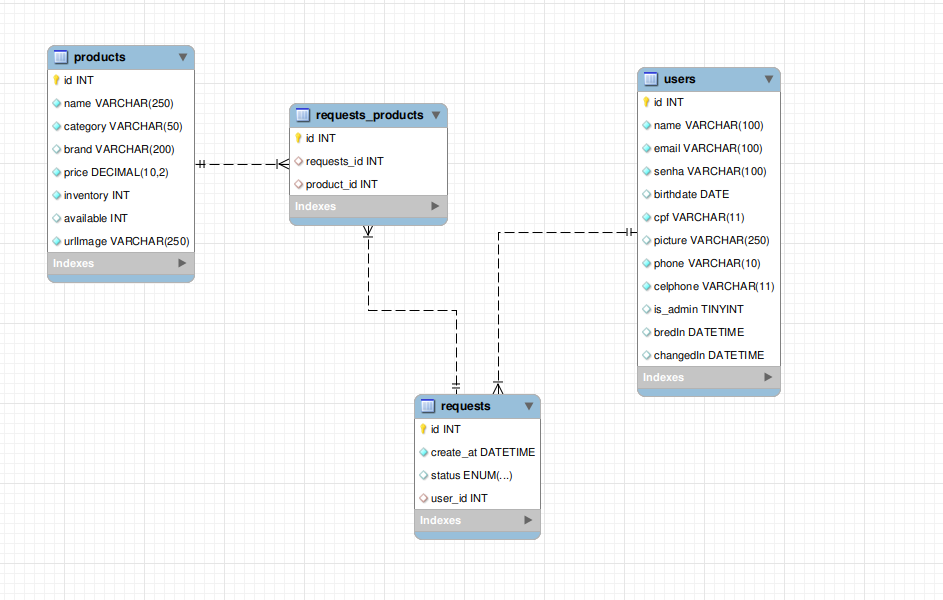 products
id INT
name VARCHAR(250)
category VARCHAR(50)
brand VARCHAR(200)
price DECIMAL(10,2)
inventory INT
available INT
urlImage VARCHAR(250)
Indexes
requests_products
id INT
requests_id INT
product_id INT
Indexes
users
id INT
name VARCHAR(100)
email VARCHAR(100)
senha VARCHAR(100)
birthdate DATE
cpf VARCHAR(11)
picture VARCHAR(250)
phone VARCHAR(10)
celphone VARCHAR(11)
is_admin TINYINT
bredIn DATETIME
changedIn DATETIME
Indexes
requests
id INT
create_at DATETIME
status ENUM(...)
user_id INT
Indexes